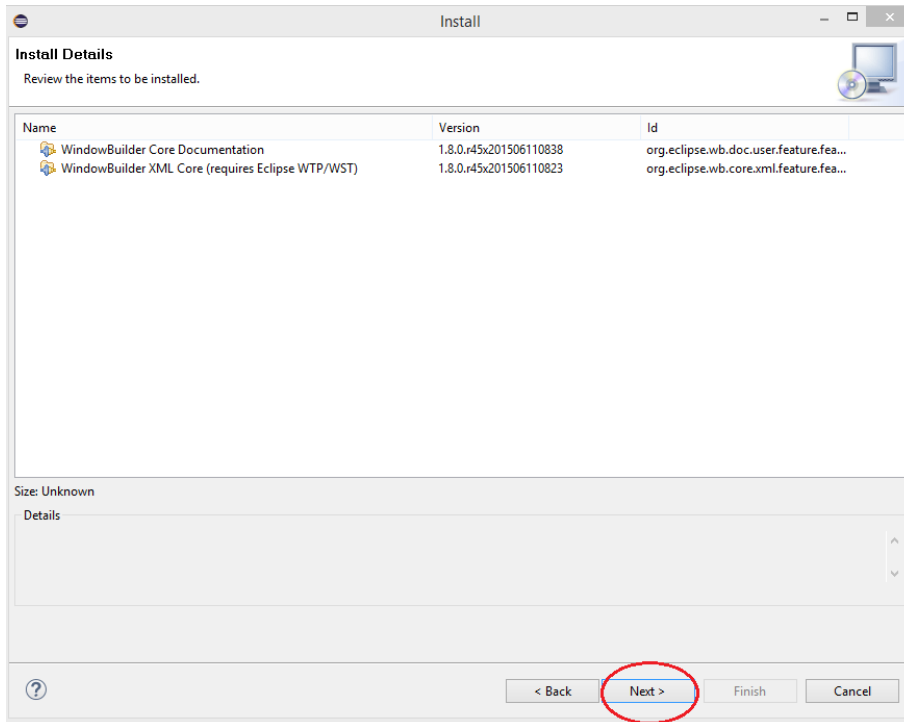 Install
Install Details
Review the items to be installed.
Name Version Id
WindowBuilder Core Documentation 1.8.0.r45x201506110838 org.eclipse.wb.doc.user.feature.fea...
WindowBuilder XML Core (requires Eclipse WTP/WST) 1.8.0.r45x201506110823 org.eclipse.wb.core.xml.feature.fea...
Size: Unknown
Details
? < Back Next > Finish Cancel